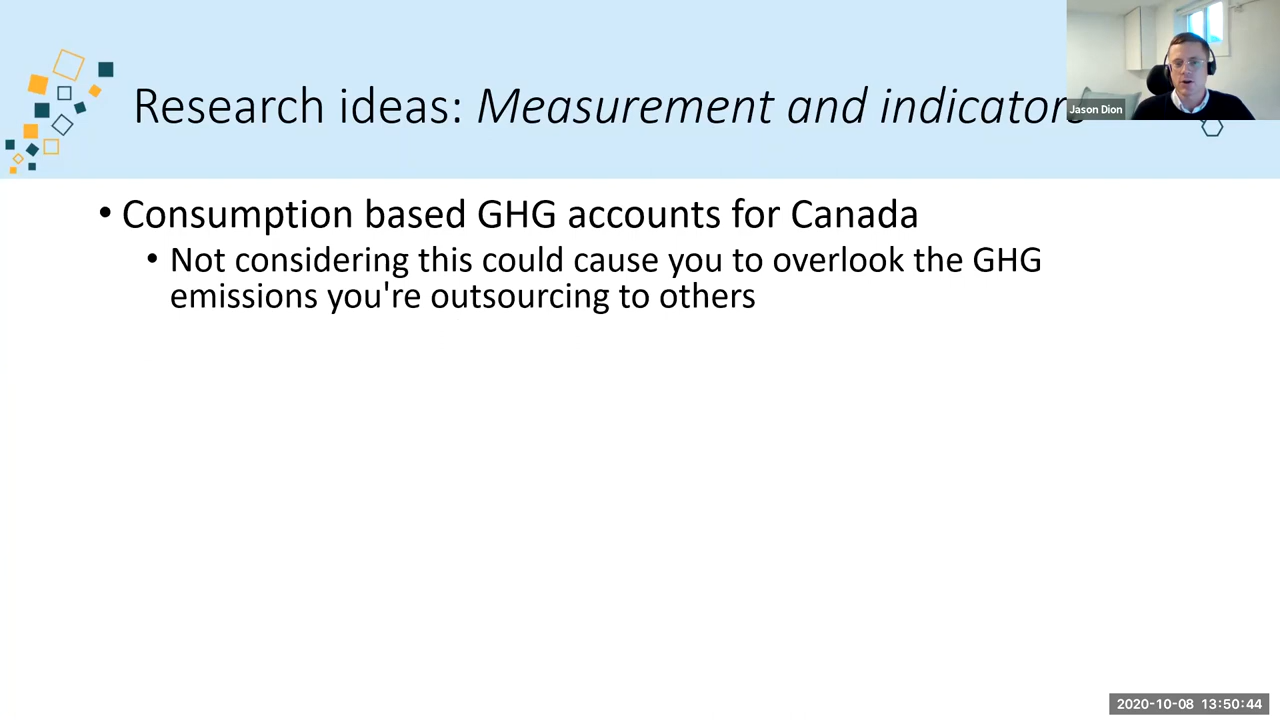 Research ideas: Measurement and indicators
Jason Dion
• Consumption based GHG accounts for Canada
• Not considering this could cause you to overlook the GHG
emissions you're outsourcing to others
2020-10-08 13:50:44